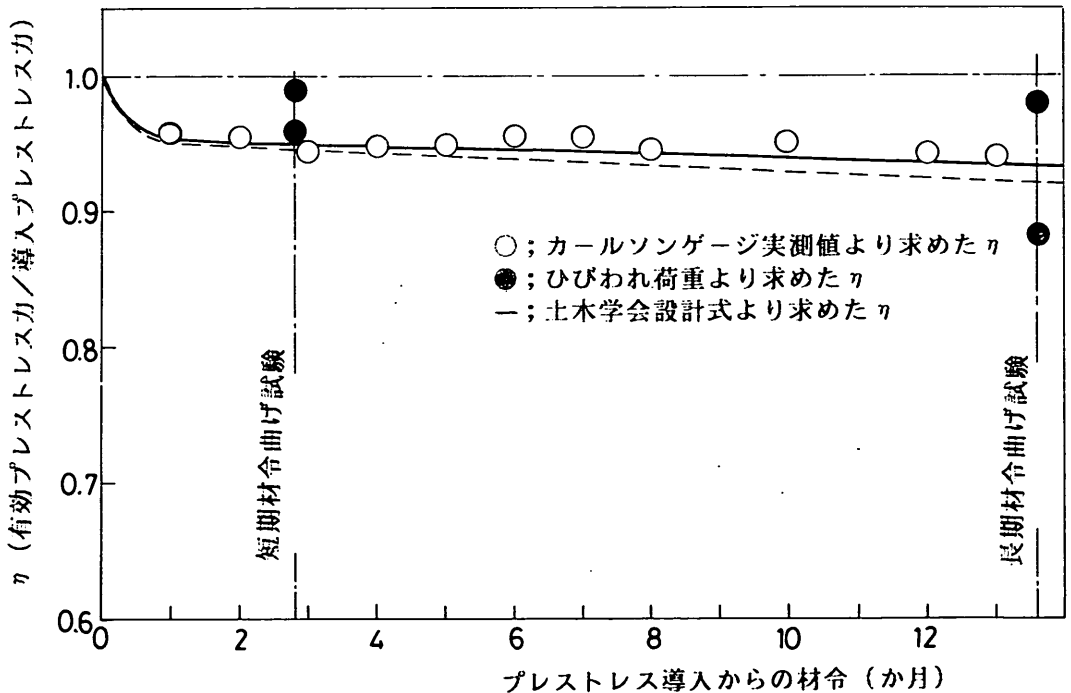 η (有効プレストレス力/導入プレストレス力)
1.0
0.9
0.8
0.7
0.6
○;カールソンゲージ実測値より求めたη
●;ひびわれ荷重より求めたη
—;土木学会設計式より求めたη
短期材令曲げ試験
長期材令曲げ試験
0 2 4 6 8 10 12
プレストレス導入からの材令(か月)